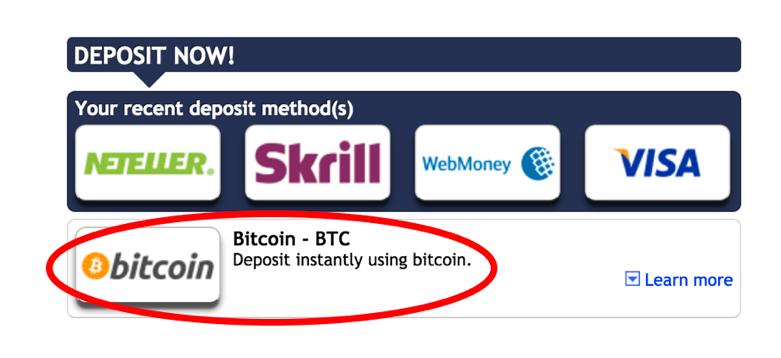 DEPOSIT NOW!
Your recent deposit method(s)
NETELLER. Skrill WebMoney VISA
bitcoin
Bitcoin - BTC
Deposit instantly using bitcoin.
Learn more